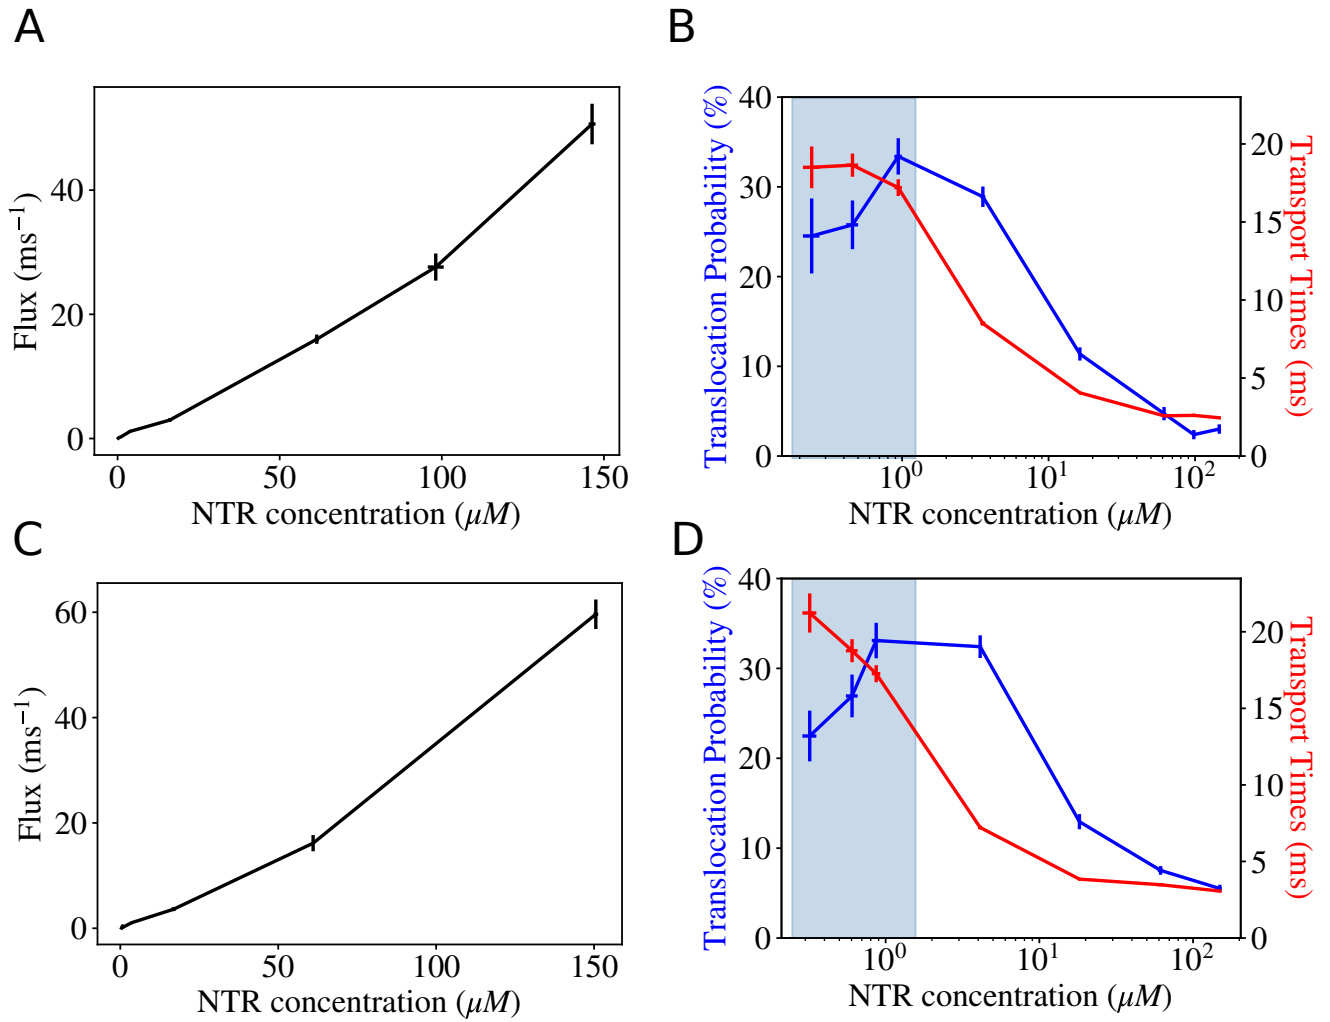 A
Flux (ms⁻¹)
40
20
0
0 50 100 150
NTR concentration (μM)
B
Translocation Probability (%)
40
30
20
10
0
Transport Times (ms)
20
15
10
5
0
10⁰ 10¹ 10²
NTR concentration (μM)
C
Flux (ms⁻¹)
60
40
20
0
0 50 100 150
NTR concentration (μM)
D
Translocation Probability (%)
40
30
20
10
0
Transport Times (ms)
20
15
10
5
0
10⁰ 10¹ 10²
NTR concentration (μM)